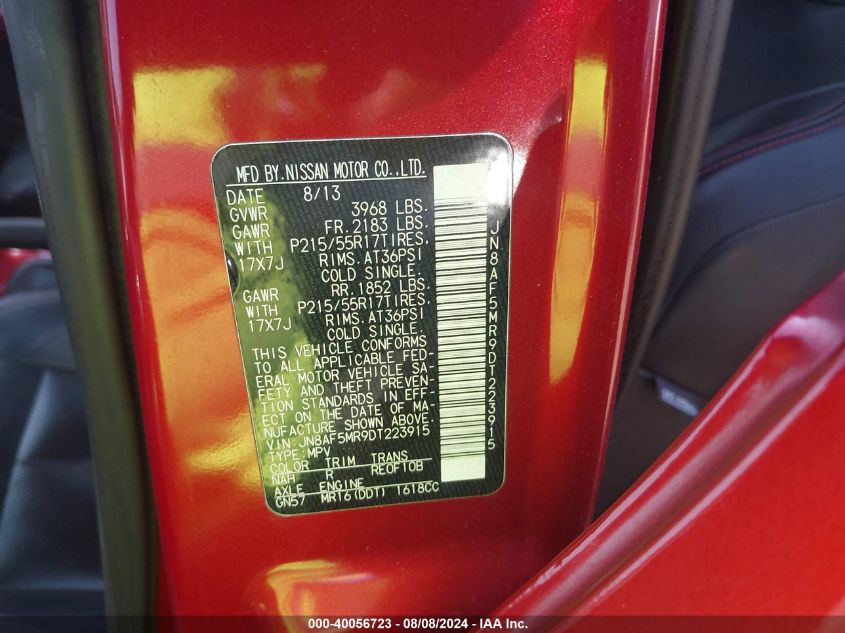 MFD BY.NISSAN MOTOR CO.,LTD.
DATE 8/13
GVWR 3968 LBS.
GAWR FR.2183 LBS.
WITH P215/55R17TIRES,
17X7J RIMS.AT36PSI
COLD SINGLE.
GAWR RR.1852 LBS.
WITH P215/55R17TIRES.
17X7J RIMS.AT36PSI
COLD SINGLE.
THIS VEHICLE CONFORMS
TO ALL APPLICABLE FED-
ERAL MOTOR VEHICLE SA-
FETY AND THEFT PREVEN-
TION STANDARDS IN EFF-
ECT ON THE DATE OF MA-
NUFACTURE SHOWN ABOVE.
VIN:JN8AF5MR9DT223915
TYPE:MPV
COLOR TRIM TRANS
NAH R RE0F10B
AXLE ENGINE
GN57 MR16(DDT) 1618CC
JN8AF5MR9DT223915
000-40056723 - 08/08/2024 - IAA Inc.